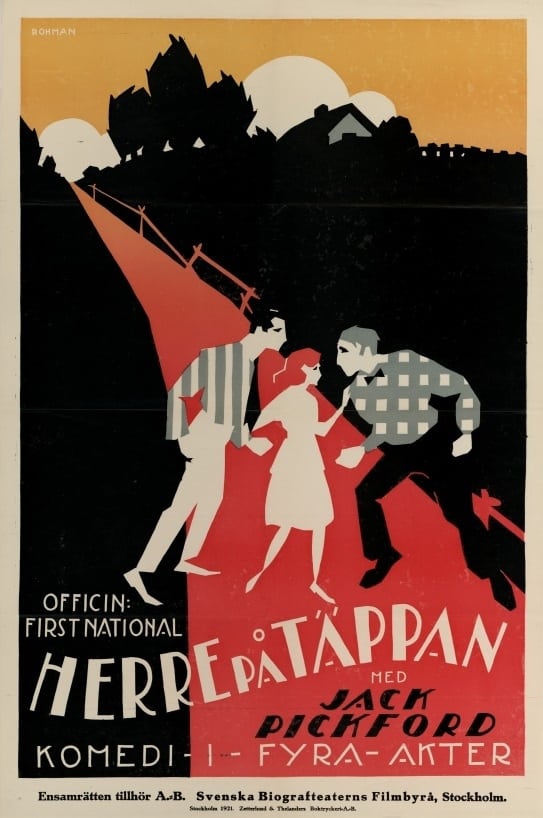 ROHMAN
OFFICIN:
FIRST NATIONAL
HERRE PÅ TÄPPAN
MED
JACK
PICKFORD
KOMEDI-I-FYRA-AKTER
Ensamrätten tillhör A.-B. Svenska Biografteaterns Filmbyrå, Stockholm.
Stockholm 1921. Zetterlund & Thelanders Boktryckeri-A.-B.